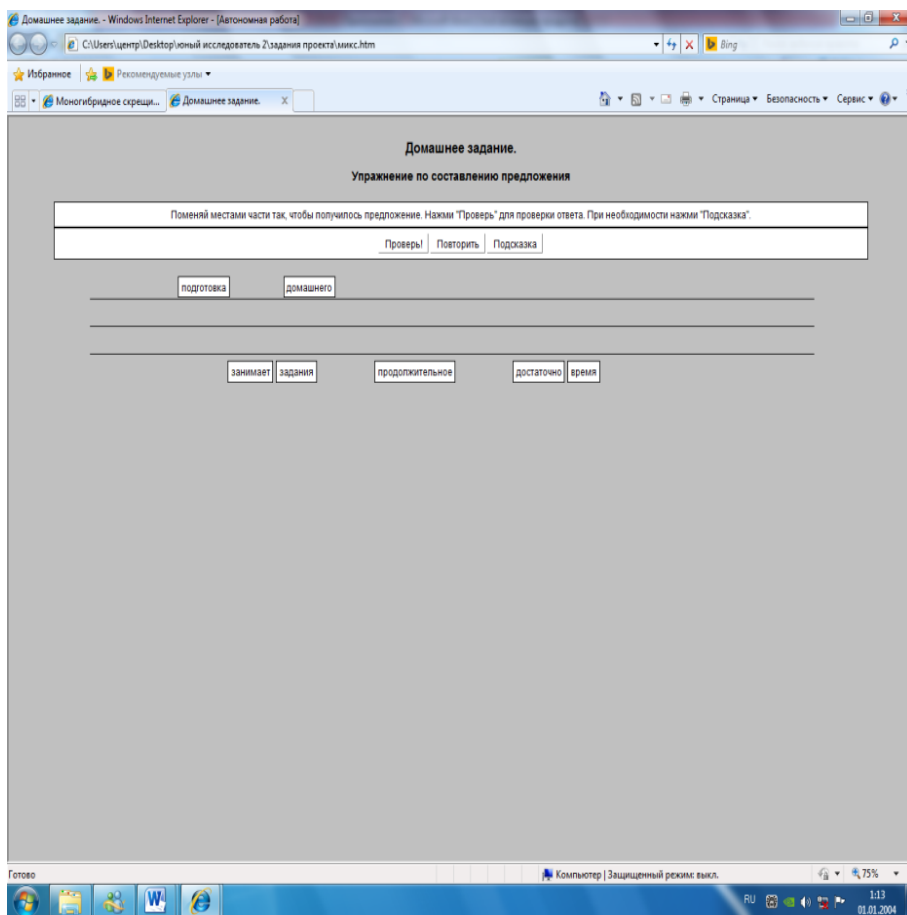 Домашнее задание. - Windows Internet Explorer - [Автономная работа]
C:\Users\центр\Desktop\юный исследователь 2\задания проекта\микс.htm
Bing
Избранное Рекомендуемые узлы
Моногибридное скрещи... Домашнее задание. X Страница Безопасность Сервис
Домашнее задание.
Упражнение по составлению предложения
Поменяй местами части так, чтобы получилось предложение. Нажми "Проверь" для проверки ответа. При необходимости нажми "Подсказка".
Проверь! Повторить Подсказка
подготовка домашнего
занимает задания продолжительное достаточно время
Готово Компьютер | Защищенный режим: выкл. 75%
RU 1:13
01.01.2004